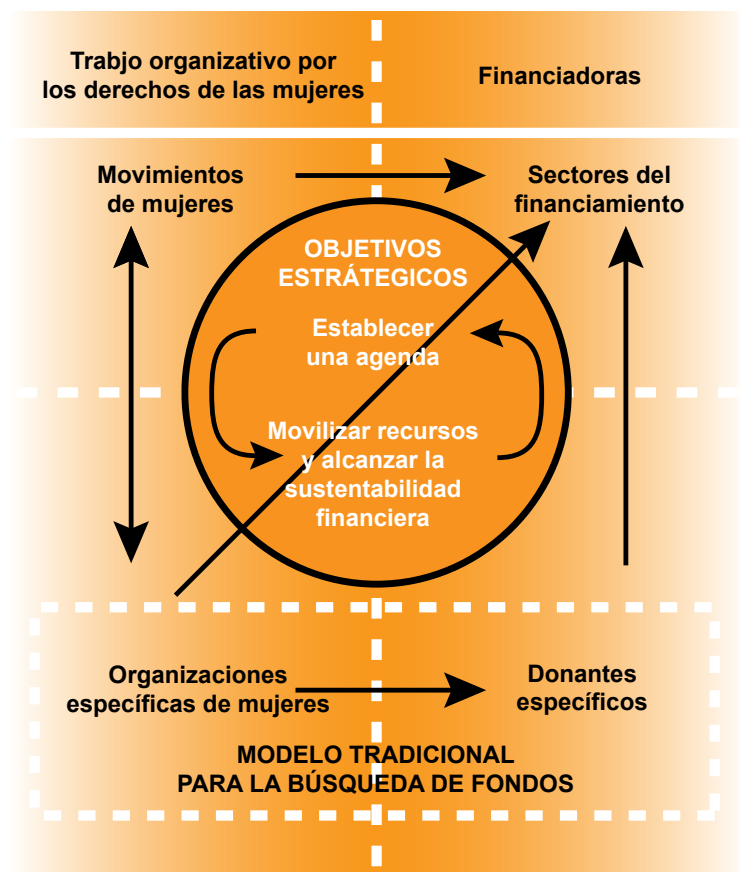 Trabjo organizativo por
los derechos de las mujeres
Financiadoras
Movimientos
de mujeres
Sectores del
financiamiento
OBJETIVOS
ESTRÁTEGICOS
Establecer
una agenda
Movilizar recursos
y alcanzar la
sustentabilidad
financiera
Organizaciones
específicas de mujeres
Donantes
específicos
MODELO TRADICIONAL
PARA LA BÚSQUEDA DE FONDOS